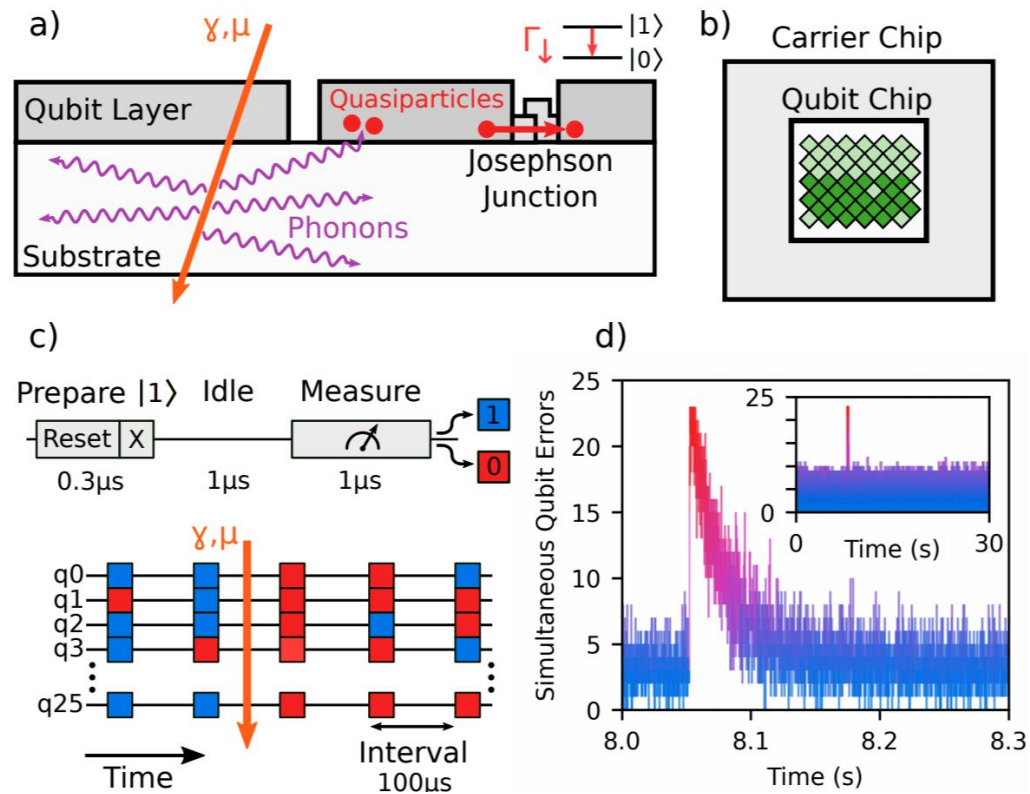 a)
ɣ,μ
Γ↓
|1⟩
|0⟩
Qubit Layer
Quasiparticles
Josephson
Junction
Phonons
Substrate
b)
Carrier Chip
Qubit Chip
c)
Prepare |1⟩ Idle Measure
Reset X
1
0
0.3μs 1μs 1μs
ɣ,μ
q0
q1
q2
q3
q25
Time
Interval
100μs
d)
Simultaneous Qubit Errors
25
20
15
10
5
0
8.0 8.1 8.2 8.3
Time (s)
25
0
0 30
Time (s)